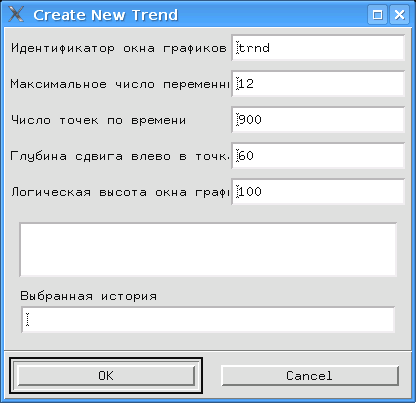 Create New Trend
Идентификатор окна графиков trnd
Максимальное число переменн 12
Число точек по времени 900
Глубина сдвига влево в точк 60
Логическая высота окна граф 100
Выбранная история
OK Cancel